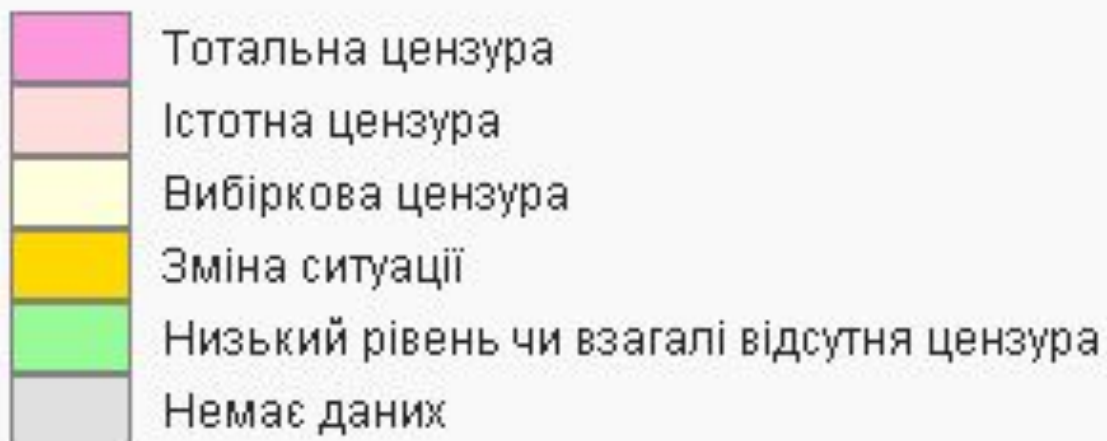 Тотальна цензура
Істотна цензура
Вибіркова цензура
Зміна ситуації
Низький рівень чи взагалі відсутня цензура
Немає даних